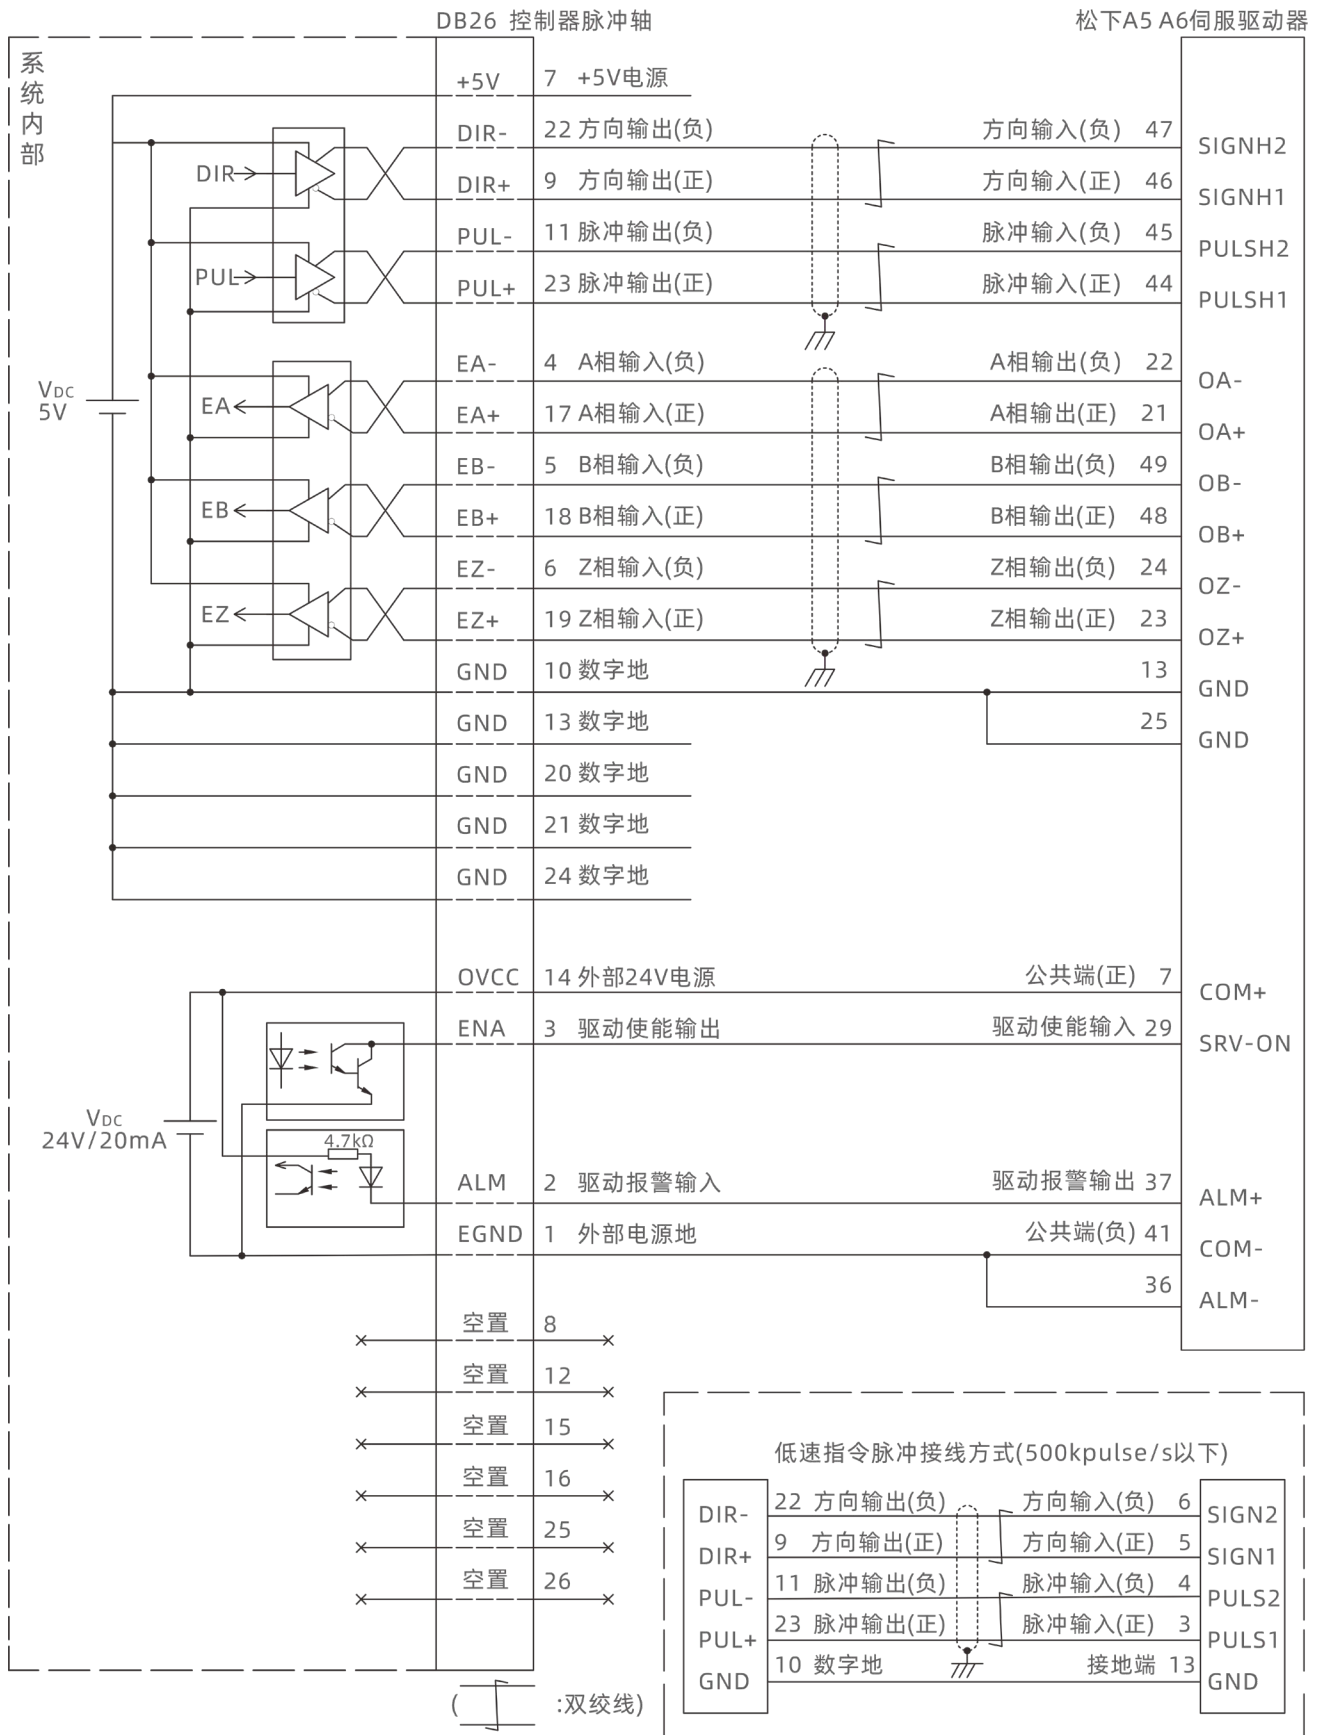 DB26 控制器脉冲轴
松下A5 A6伺服驱动器
系统内部
+5V 7 +5V电源
DIR- 22 方向输出(负) 方向输入(负) 47 SIGNH2
DIR
DIR+ 9 方向输出(正) 方向输入(正) 46 SIGNH1
PUL- 11 脉冲输出(负) 脉冲输入(负) 45 PULSH2
PUL
PUL+ 23 脉冲输出(正) 脉冲输入(正) 44 PULSH1
EA- 4 A相输入(负) A相输出(负) 22 OA-
VDC
5V
EA
EA+ 17 A相输入(正) A相输出(正) 21 OA+
EB- 5 B相输入(负) B相输出(负) 49 OB-
EB
EB+ 18 B相输入(正) B相输出(正) 48 OB+
EZ- 6 Z相输入(负) Z相输出(负) 24 OZ-
EZ
EZ+ 19 Z相输入(正) Z相输出(正) 23 OZ+
GND 10 数字地 13 GND
GND 13 数字地 25 GND
GND 20 数字地
GND 21 数字地
GND 24 数字地
OVCC 14 外部24V电源 公共端(正) 7 COM+
ENA 3 驱动使能输出 驱动使能输入 29 SRV-ON
VDC
24V/20mA
4.7kΩ
ALM 2 驱动报警输入 驱动报警输出 37 ALM+
EGND 1 外部电源地 公共端(负) 41 COM-
36 ALM-
空置 8
空置 12
空置 15
空置 16
空置 25
空置 26
低速指令脉冲接线方式(500kpulse/s以下)
DIR- 22 方向输出(负) 方向输入(负) 6 SIGN2
DIR+ 9 方向输出(正) 方向输入(正) 5 SIGN1
PUL- 11 脉冲输出(负) 脉冲输入(负) 4 PULS2
PUL+ 23 脉冲输出(正) 脉冲输入(正) 3 PULS1
GND 10 数字地 接地端 13 GND
( :双绞线)